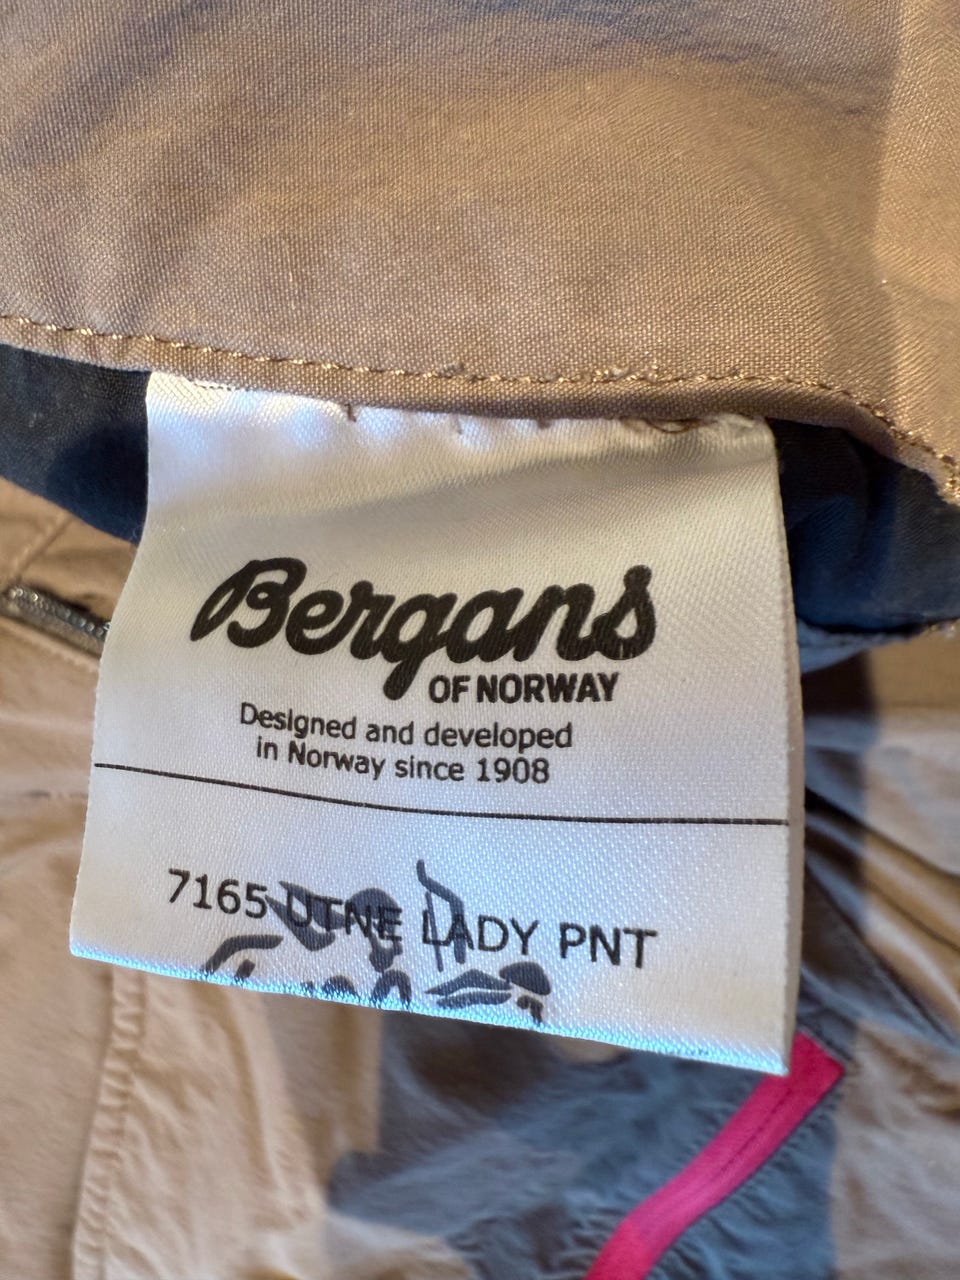 Bergans
OF NORWAY
Designed and developed
in Norway since 1908
7165 UTNE LADY PNT